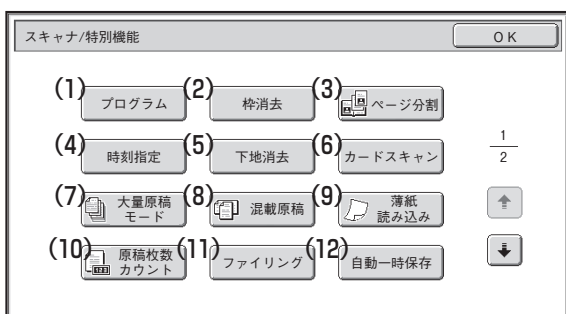 スキャナ/特別機能
OK
(1) プログラム
(2) 枠消去
(3) ページ分割
(4) 時刻指定
(5) 下地消去
(6) カードスキャン
1
2
(7) 大量原稿
モード
(8) 混載原稿
(9) 薄紙
読み込み
(10) 原稿枚数
カウント
(11) ファイリング
(12) 自動一時保存